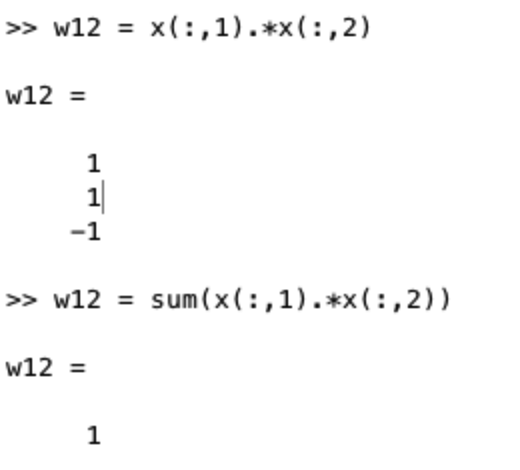 >> w12 = x(:,1).*x(:,2)
w12 =
1
1
-1
>> w12 = sum(x(:,1).*x(:,2))
w12 =
1